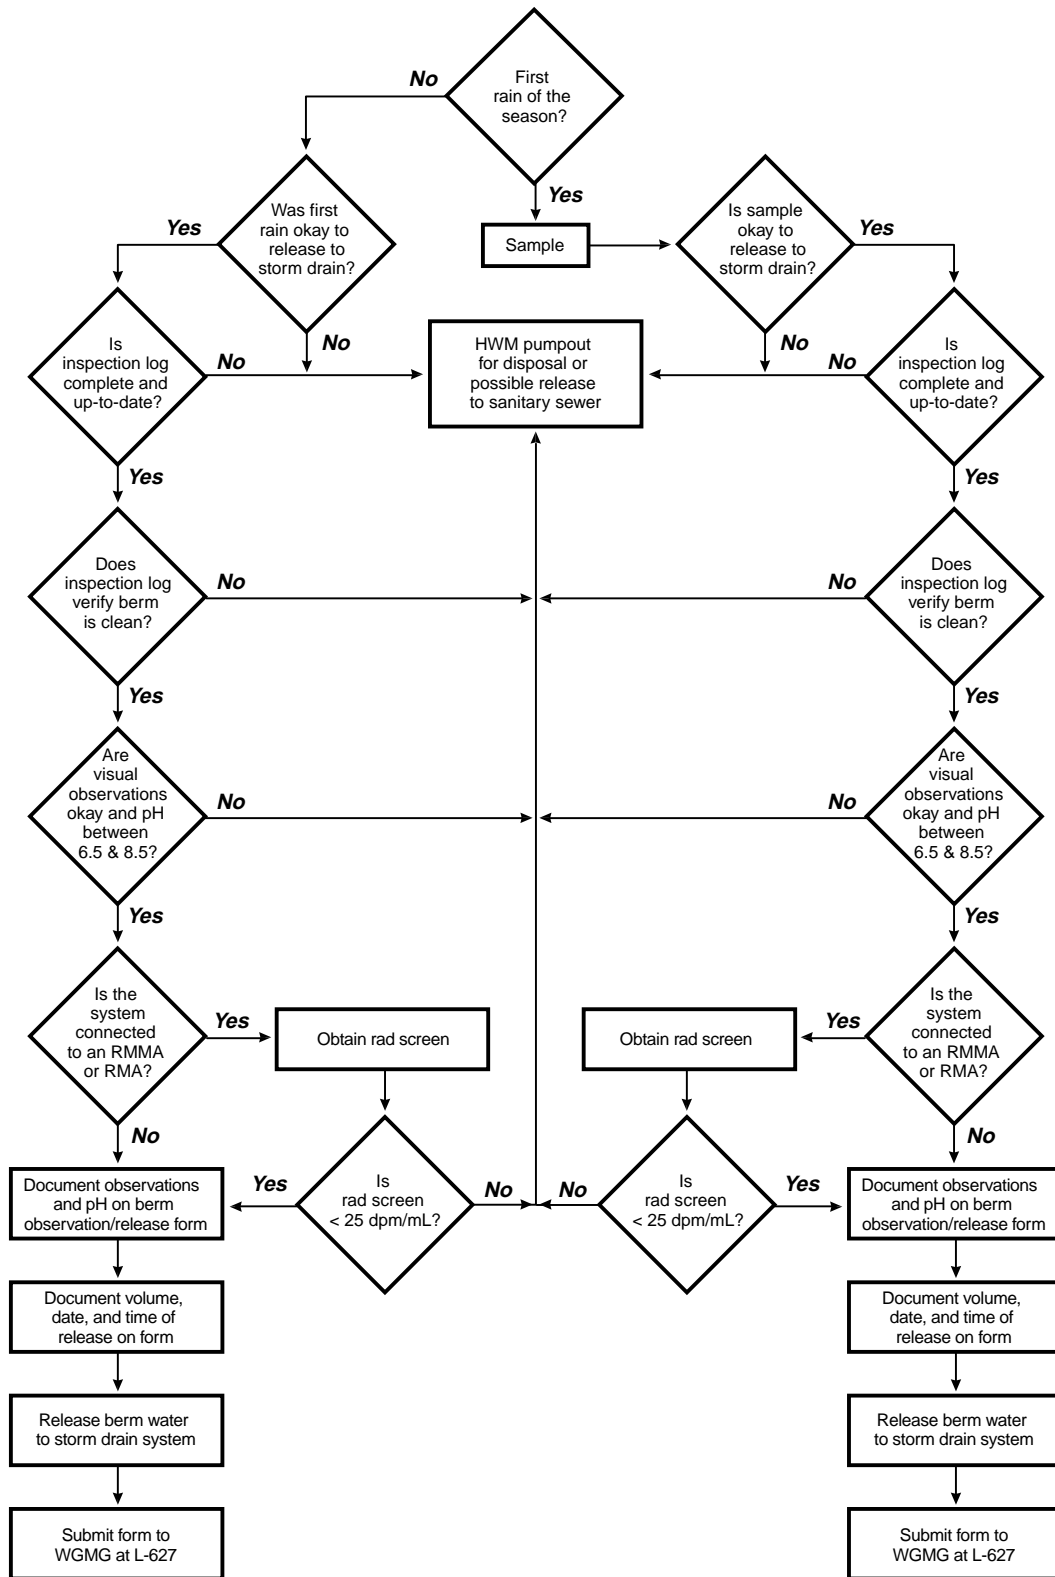 First
rain of the
season?
No
Yes
Was first
rain okay to
release to
storm drain?
Yes
No
Sample
Is sample
okay to
release to
storm drain?
Yes
No
Is
inspection log
complete and
up-to-date?
No
Yes
HWM pumpout
for disposal or
possible release
to sanitary sewer
Is
inspection log
complete and
up-to-date?
No
Yes
Does
inspection log
verify berm
is clean?
No
Yes
Does
inspection log
verify berm
is clean?
No
Yes
Are
visual
observations
okay and pH
between
6.5 & 8.5?
No
Yes
Are
visual
observations
okay and pH
between
6.5 & 8.5?
No
Yes
Is the
system
connected
to an RMMA
or RMA?
Yes
No
Obtain rad screen
Obtain rad screen
Is the
system
connected
to an RMMA
or RMA?
Yes
No
Document observations
and pH on berm
observation/release form
Yes
Is
rad screen
< 25 dpm/mL?
No
No
Is
rad screen
< 25 dpm/mL?
Yes
Document observations
and pH on berm
observation/release form
Document volume,
date, and time of
release on form
Document volume,
date, and time of
release on form
Release berm water
to storm drain system
Release berm water
to storm drain system
Submit form to
WGMG at L-627
Submit form to
WGMG at L-627